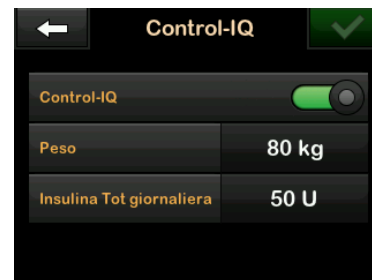 Control-IQ
Control-IQ
Peso
80 kg
Insulina Tot giornaliera
50 U